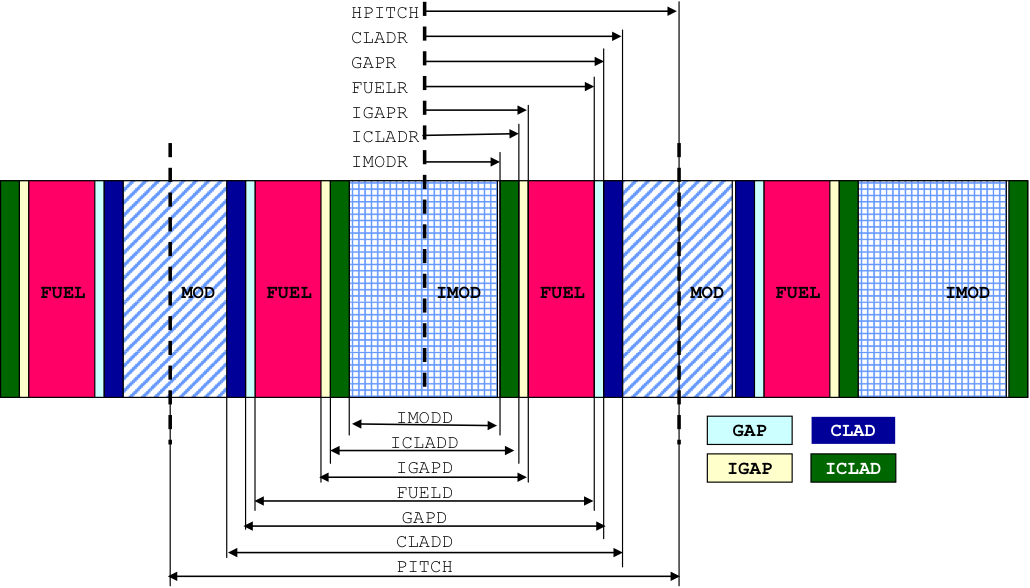 HPITCH
CLADR
GAPR
FUELR
IGAPR
ICLADR
IMODR
FUEL MOD FUEL IMOD FUEL MOD FUEL IMOD
IMODD
ICLADD
IGAPD
FUELD
GAPD
CLADD
PITCH
GAP CLAD
IGAP ICLAD